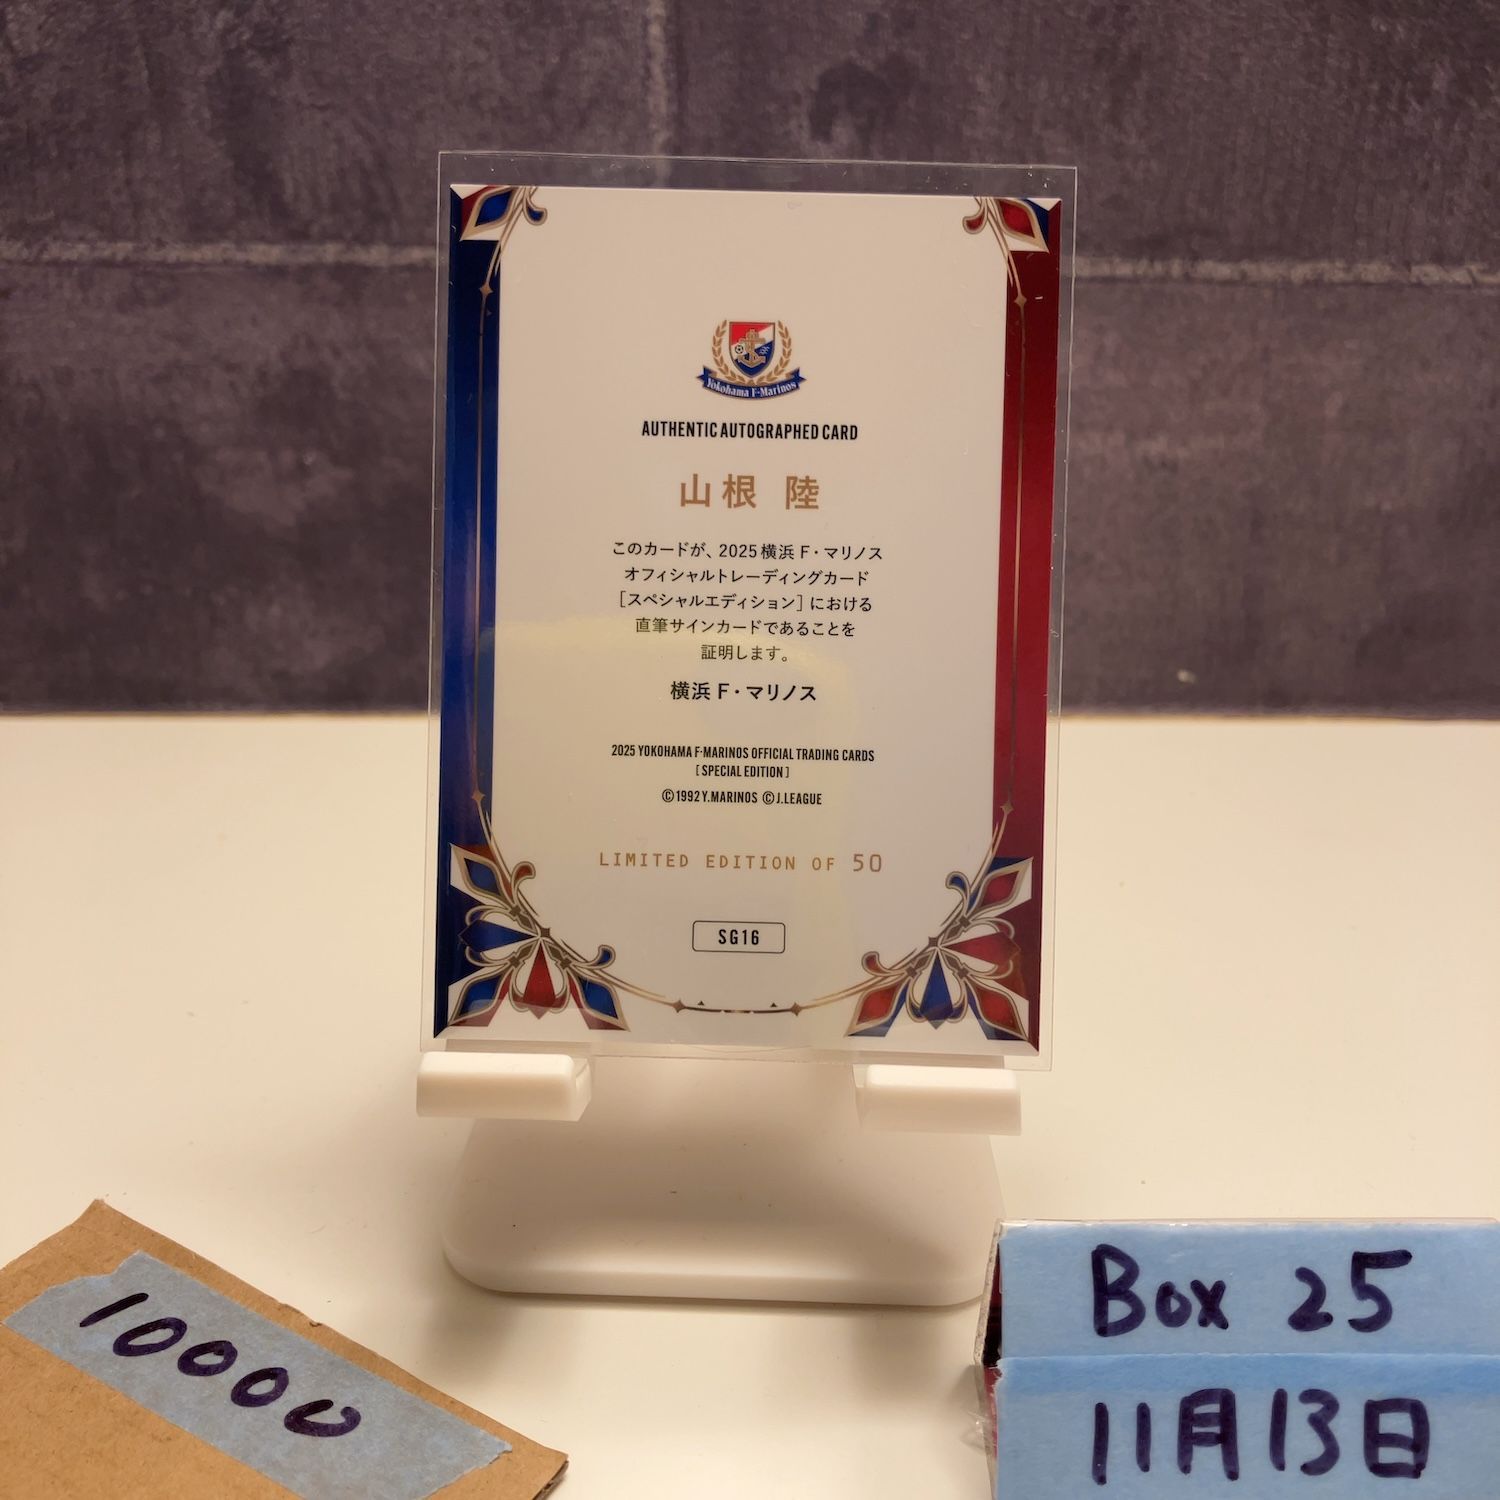 Yokohama F·Marinos
AUTHENTIC AUTOGRAPHED CARD
山根 陸
このカードが、2025 横浜 F・マリノス
オフィシャルトレーディングカード
[スペシャルエディション] における
直筆サインカードであることを
証明します。
横浜 F・マリノス
2025 YOKOHAMA F·MARINOS OFFICIAL TRADING CARDS
[ SPECIAL EDITION ]
©1992 Y.MARINOS ©J.LEAGUE
LIMITED EDITION OF 50
SG16
10000
Box 25
11月13日